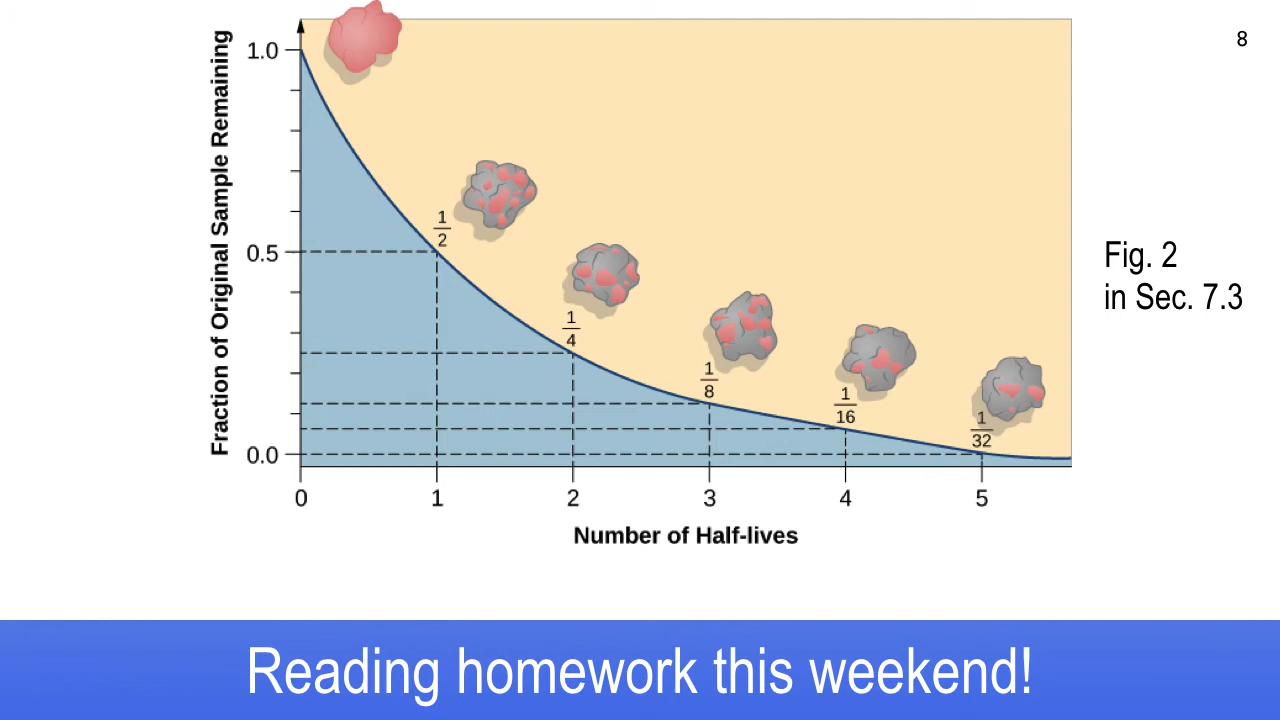 8
Fraction of Original Sample Remaining
1.0
0.5
0.0
1/2
1/4
1/8
1/16
1/32
0 1 2 3 4 5
Number of Half-lives
Fig. 2
in Sec. 7.3
Reading homework this weekend!